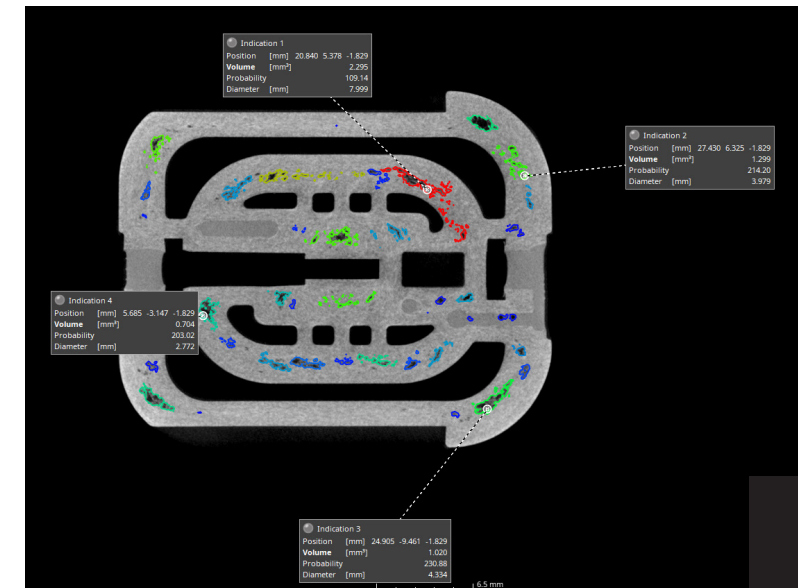 Indication 1
Position [mm] 20.840 5.378 -1.829
Volume [mm³] 2.295
Probability 109.14
Diameter [mm] 7.999
Indication 2
Position [mm] 27.430 6.325 -1.829
Volume [mm³] 1.299
Probability 214.20
Diameter [mm] 3.979
Indication 4
Position [mm] 5.685 -3.147 -1.829
Volume [mm³] 0.704
Probability 203.02
Diameter [mm] 2.772
Indication 3
Position [mm] 24.905 -9.461 -1.829
Volume [mm³] 1.020
Probability 230.88
Diameter [mm] 4.334
6.5 mm